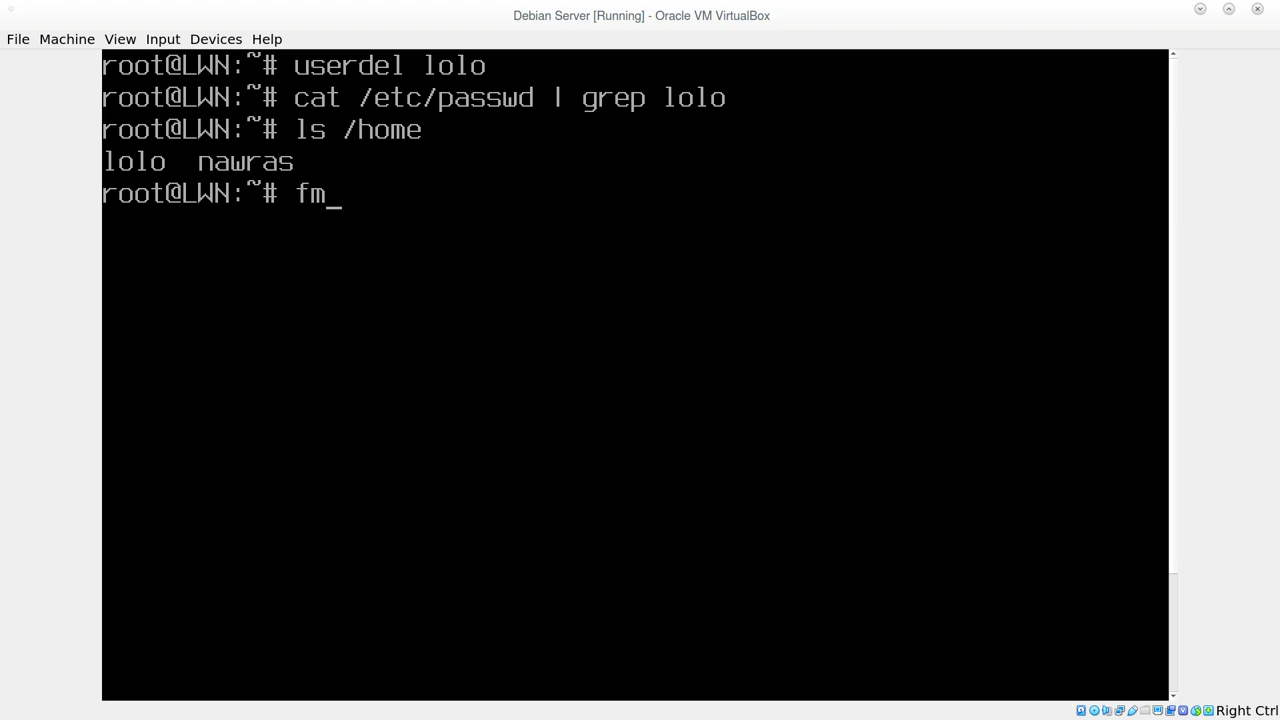 Debian Server [Running] - Oracle VM VirtualBox
File Machine View Input Devices Help
root@LWN:~# userdel lolo
root@LWN:~# cat /etc/passwd | grep lolo
root@LWN:~# ls /home
lolo  nawras
root@LWN:~# fm_
Right Ctrl